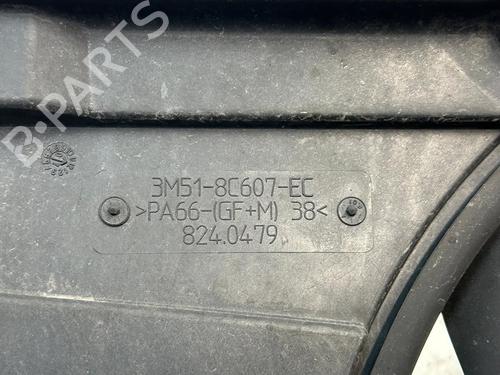 B-PARTS
3M51-8C607-EC
>PA66-(GF+M) 38<
824.0479